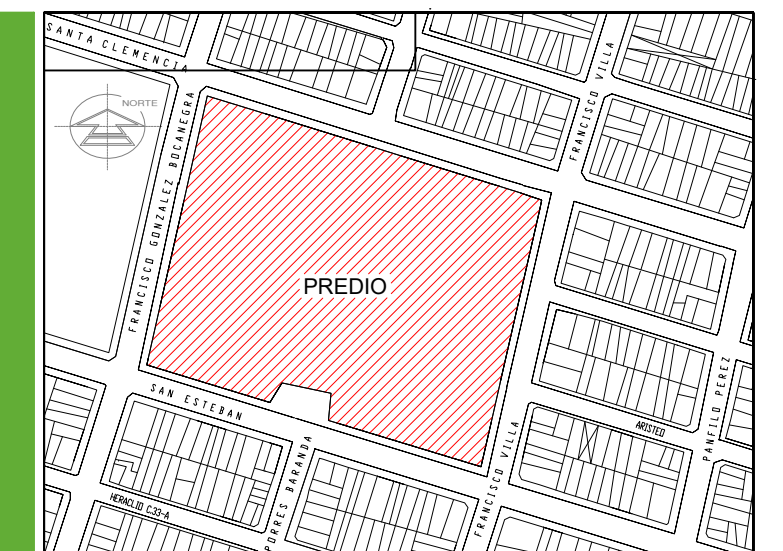 SANTA CLEMENCIA
NORTE
FRANCISCO GONZALEZ BOCANEGRA
FRANCISCO VILLA
PREDIO
SAN ESTEBAN
PANFILO PEREZ
ARISTEO
FRANCISCO VILLA
PORRES BARANDA
HERACLIO C33-A